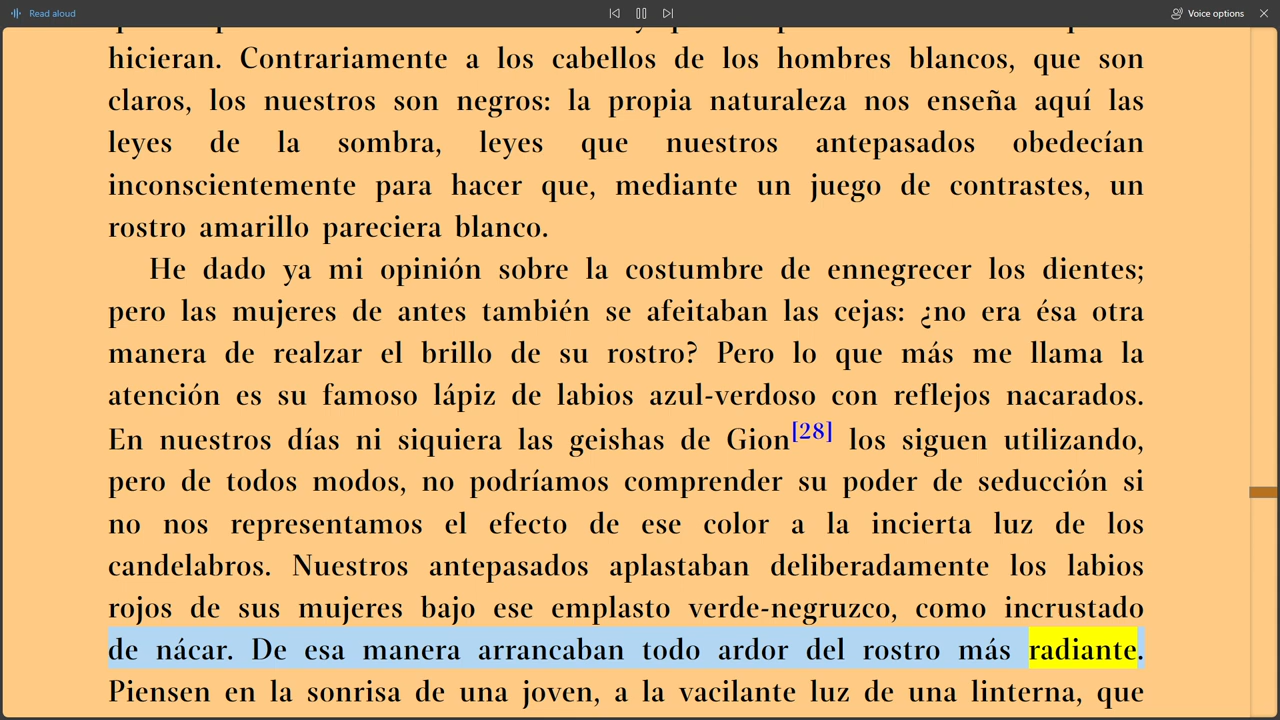 Read aloud
Voice options
hicieran. Contrariamente a los cabellos de los hombres blancos, que son
claros, los nuestros son negros: la propia naturaleza nos enseña aquí las
leyes de la sombra, leyes que nuestros antepasados obedecían
inconscientemente para hacer que, mediante un juego de contrastes, un
rostro amarillo pareciera blanco.
He dado ya mi opinión sobre la costumbre de ennegrecer los dientes;
pero las mujeres de antes también se afeitaban las cejas: ¿no era ésa otra
manera de realzar el brillo de su rostro? Pero lo que más me llama la
atención es su famoso lápiz de labios azul-verdoso con reflejos nacarados.
En nuestros días ni siquiera las geishas de Gion[28] los siguen utilizando,
pero de todos modos, no podríamos comprender su poder de seducción si
no nos representamos el efecto de ese color a la incierta luz de los
candelabros. Nuestros antepasados aplastaban deliberadamente los labios
rojos de sus mujeres bajo ese emplasto verde-negruzco, como incrustado
de nácar. De esa manera arrancaban todo ardor del rostro más radiante.
Piensen en la sonrisa de una joven, a la vacilante luz de una linterna, que